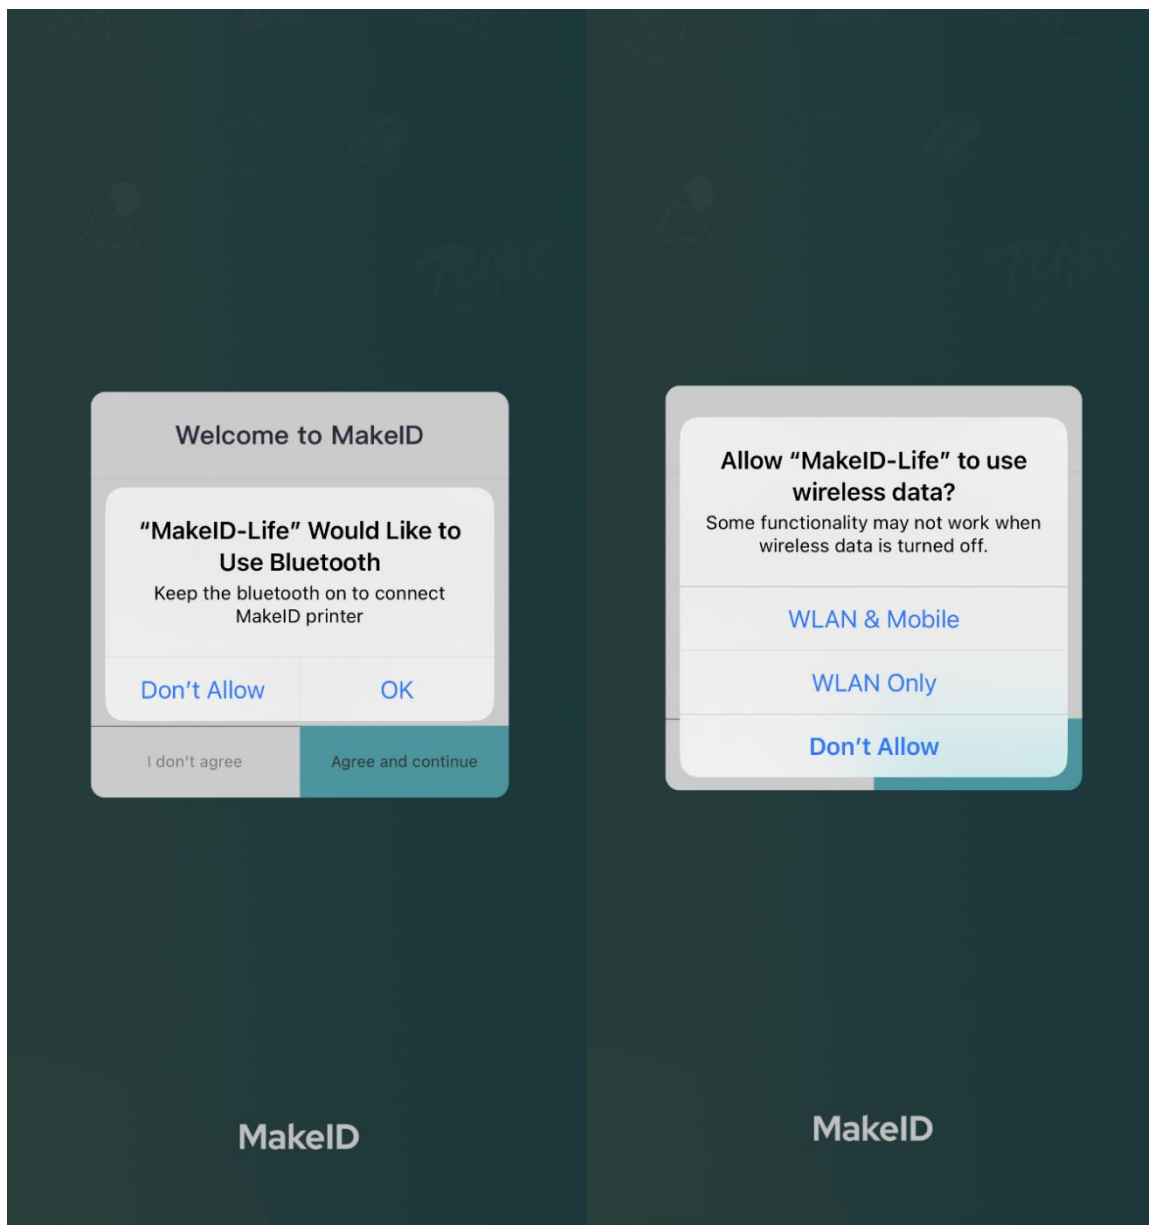 Welcome to MakeID
“MakeID-Life” Would Like to
Use Bluetooth
Keep the bluetooth on to connect
MakeID printer
Don’t Allow
OK
I don't agree
Agree and continue
MakeID
PLAYER
Allow “MakeID-Life” to use
wireless data?
Some functionality may not work when
wireless data is turned off.
WLAN & Mobile
WLAN Only
Don’t Allow
MakeID